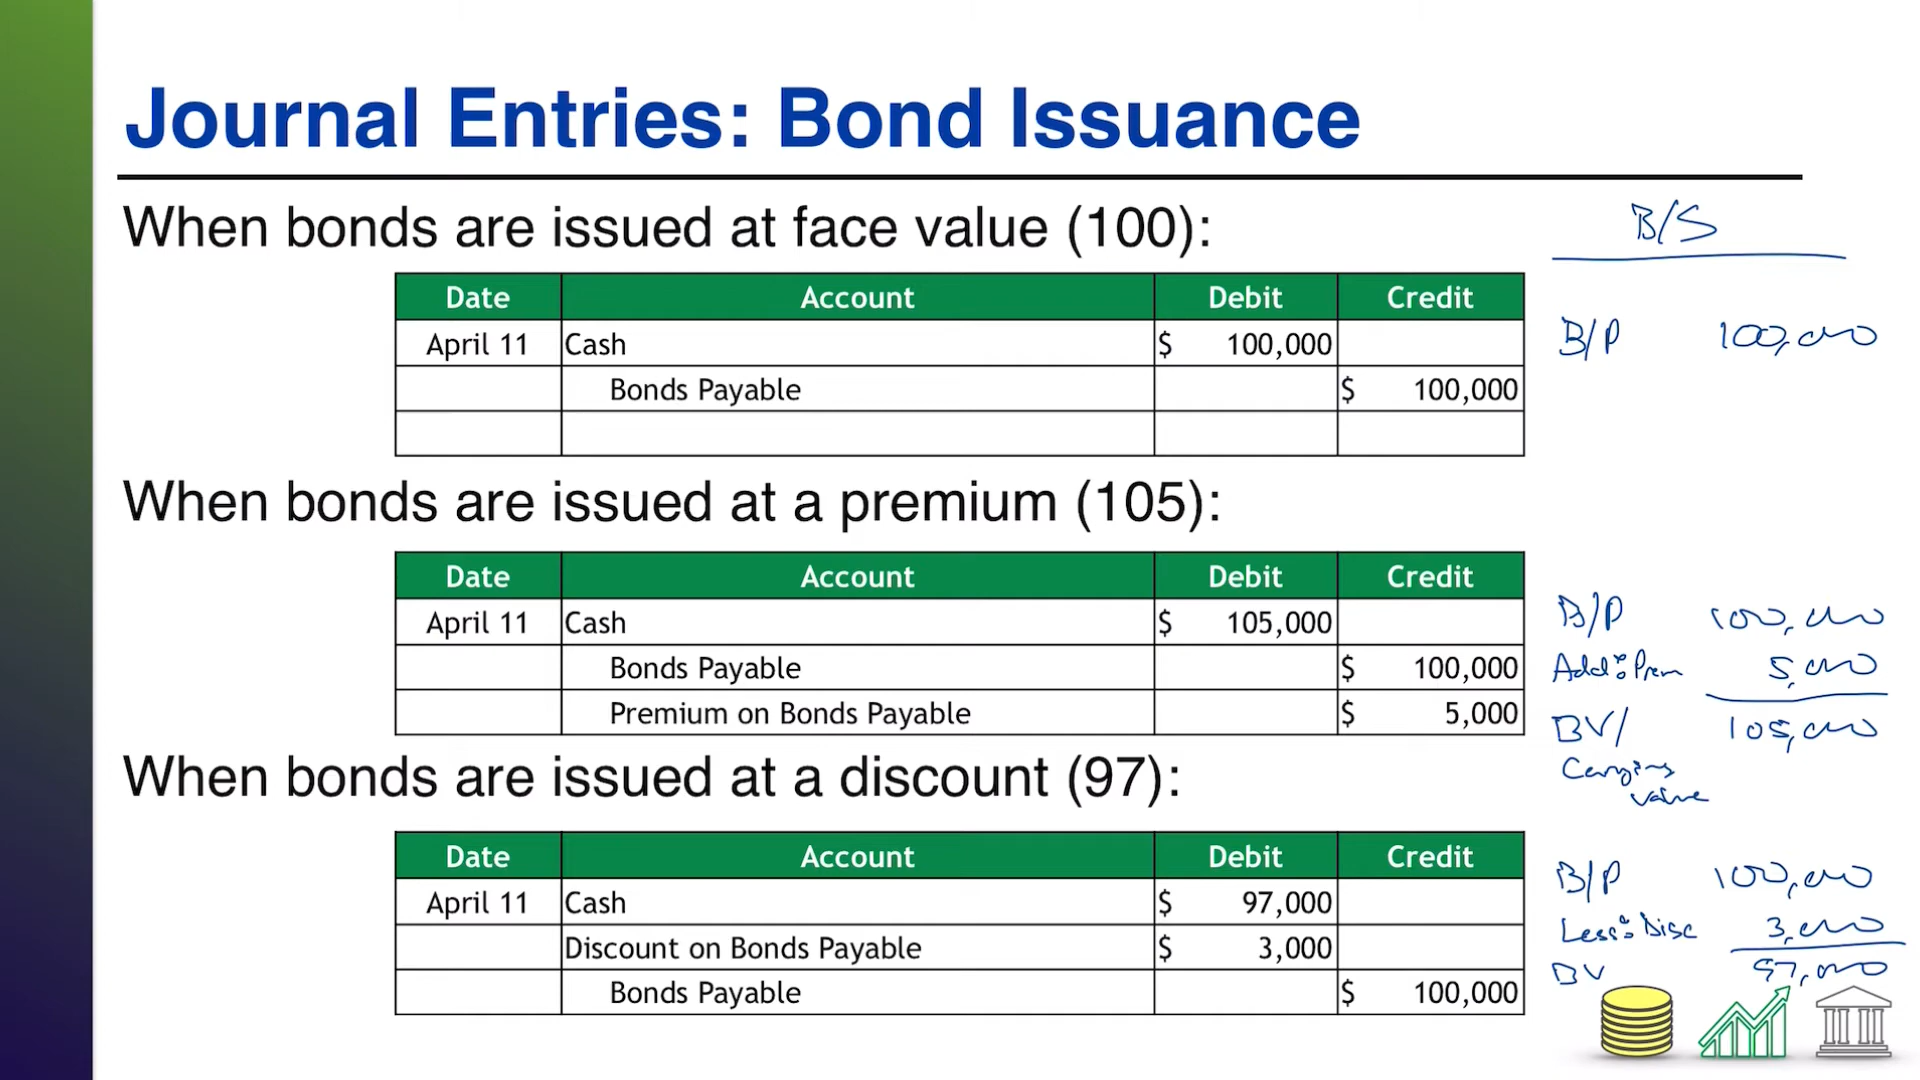 Journal Entries: Bond Issuance
When bonds are issued at face value (100):
Date Account Debit Credit
April 11 Cash $ 100,000
Bonds Payable $ 100,000
When bonds are issued at a premium (105):
Date Account Debit Credit
April 11 Cash $ 105,000
Bonds Payable $ 100,000
Premium on Bonds Payable $ 5,000
When bonds are issued at a discount (97):
Date Account Debit Credit
April 11 Cash $ 97,000
Discount on Bonds Payable $ 3,000
Bonds Payable $ 100,000
B/S
B/P 100,000
B/P 100,000
Add: Prem 5,000
BV/ 105,000
Carrying
value
B/P 100,000
Less: Disc 3,000
BV 97,000